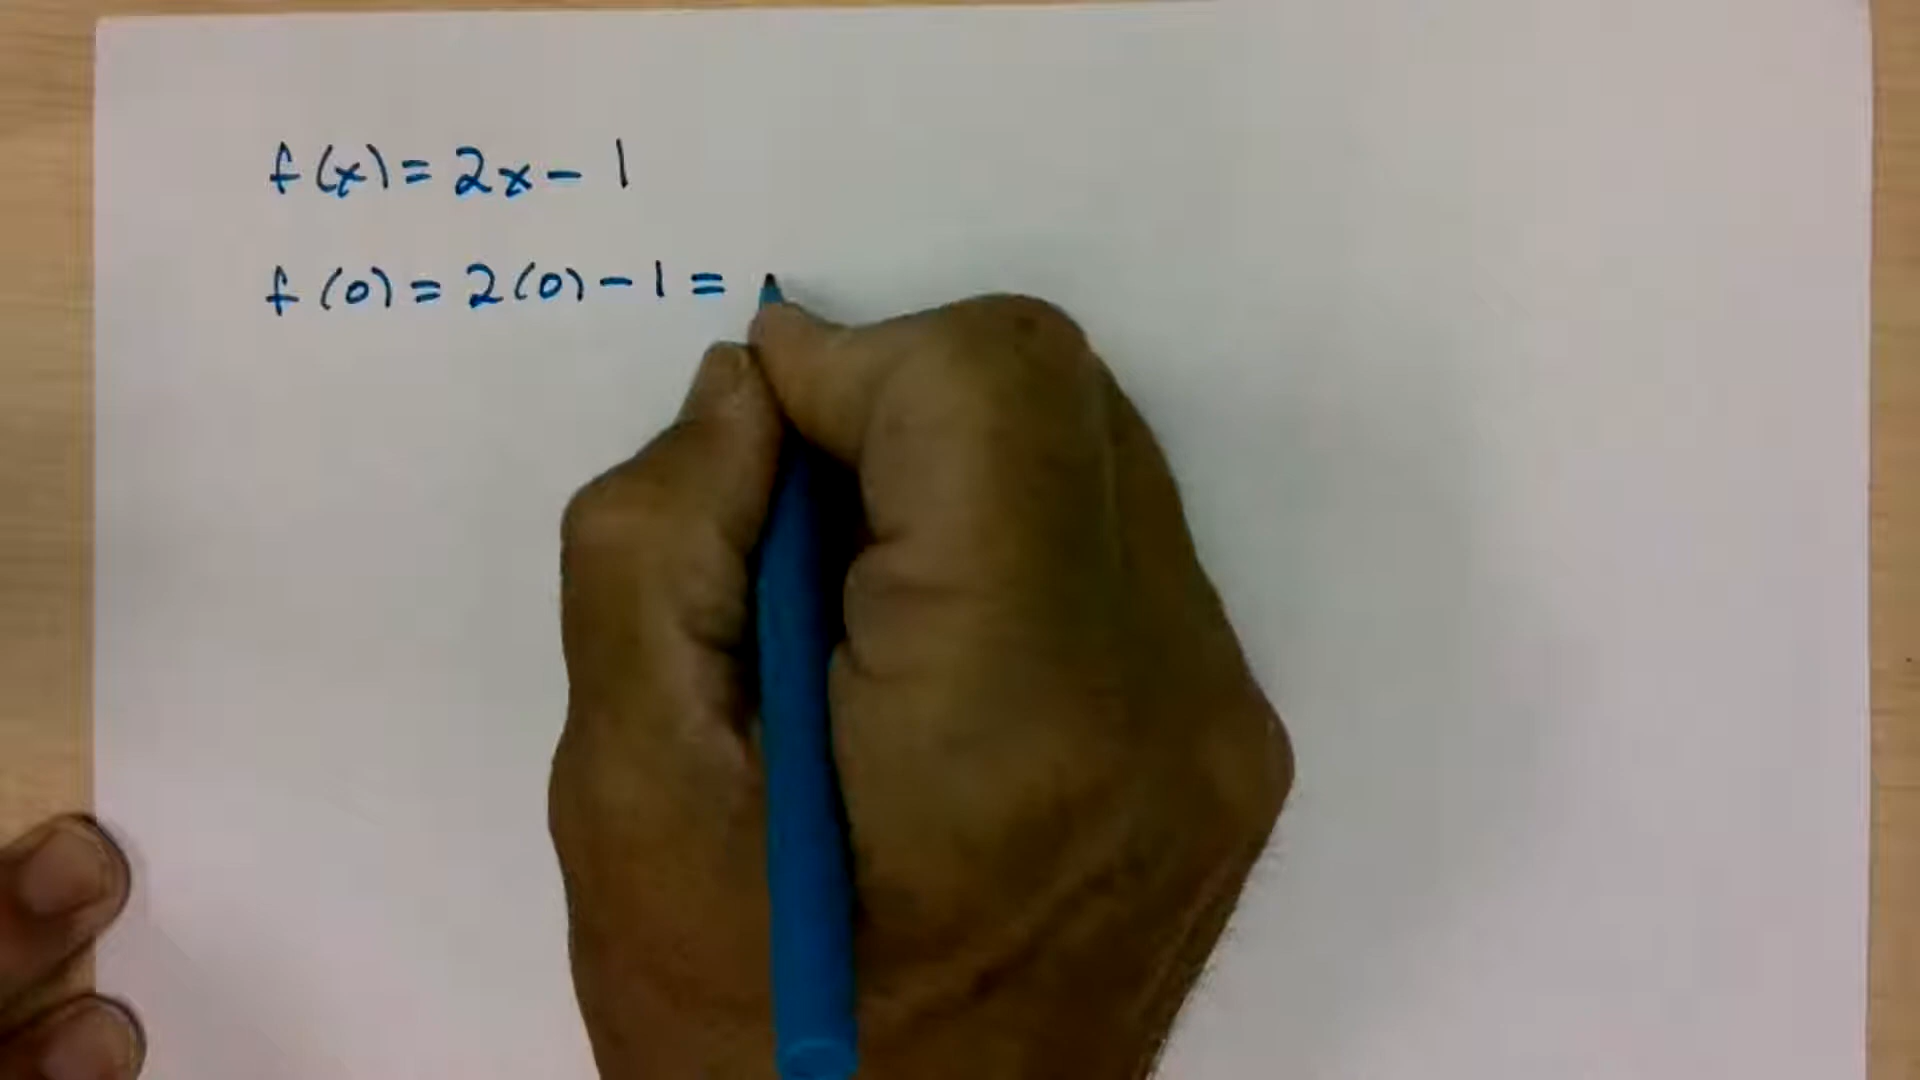 f(x) = 2x - 1
f(0) = 2(0) - 1 =